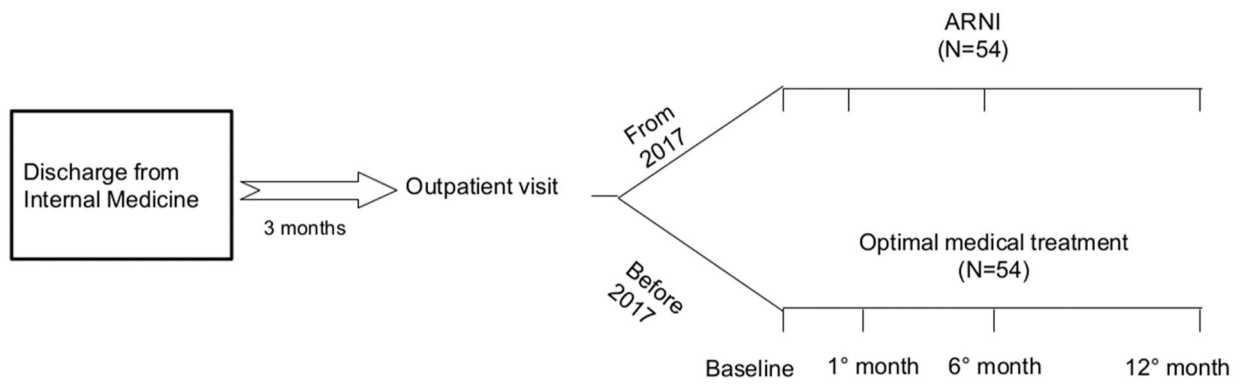 Discharge from
Internal Medicine
3 months
Outpatient visit
From
2017
ARNI
(N=54)
Before
2017
Optimal medical treatment
(N=54)
Baseline
1° month
6° month
12° month